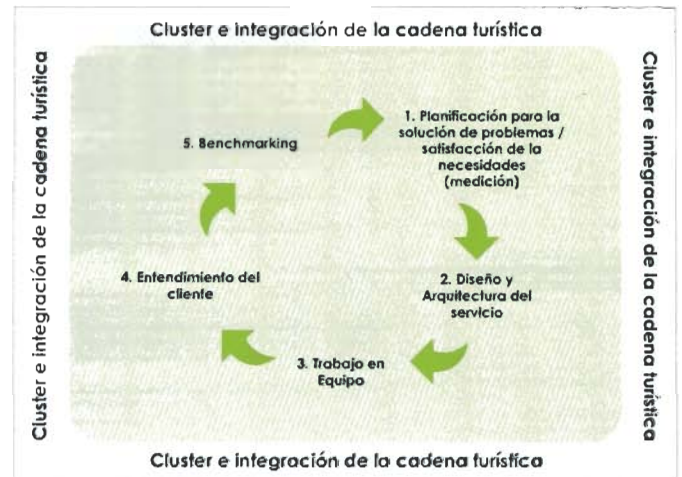 Cluster e integración de la cadena turística
Cluster e integración de la cadena turística
Cluster e integración de la cadena turística
5. Benchmarking
1. Planificación para la
solución de problemas /
satisfacción de la
necesidades
(medición)
4. Entendimiento del
cliente
2. Diseño y
Arquitectura del
servicio
3. Trabajo en
Equipo
Cluster e integración de la cadena turística